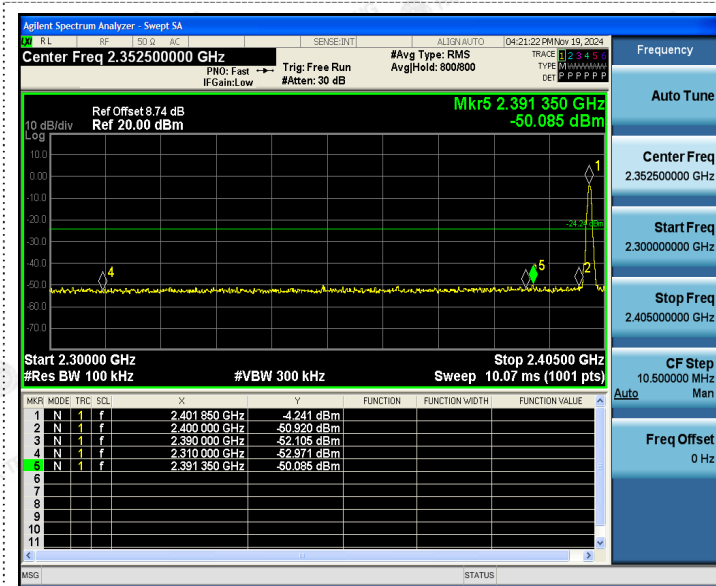 Agilent Spectrum Analyzer - Swept SA
RL RF 50 Ω AC SENSE:INT ALIGN AUTO 04:21:22 PM Nov 19, 2024
Center Freq 2.352500000 GHz
PNO: Fast
IFGain:Low
Trig: Free Run
#Atten: 30 dB
#Avg Type: RMS
Avg|Hold: 800/800
TRACE 1 2 3 4 5 6
TYPE M
DET P P P P P P
Mkr5 2.391 350 GHz
-50.085 dBm
Ref Offset 8.74 dB
Ref 20.00 dBm
10 dB/div
Log
10.0
0.00
-10.0
-20.0
-30.0
-40.0
-50.0
-60.0
-70.0
1
2
4
5
Start 2.30000 GHz
Stop 2.40500 GHz
#Res BW 100 kHz
#VBW 300 kHz
Sweep 10.07 ms (1001 pts)
MKR MODE TRC SCL X Y FUNCTION FUNCTION WIDTH FUNCTION VALUE
1 N 1 f 2.401 850 GHz -4.241 dBm
2 N 1 f 2.400 000 GHz -50.920 dBm
3 N 1 f 2.390 000 GHz -52.105 dBm
4 N 1 f 2.310 000 GHz -52.971 dBm
5 N 1 f 2.391 350 GHz -50.085 dBm
6
7
8
9
10
11
MSG
STATUS
Frequency
Auto Tune
Center Freq
2.352500000 GHz
Start Freq
2.300000000 GHz
Stop Freq
2.405000000 GHz
CF Step
10.500000 MHz
Auto Man
Freq Offset
0 Hz